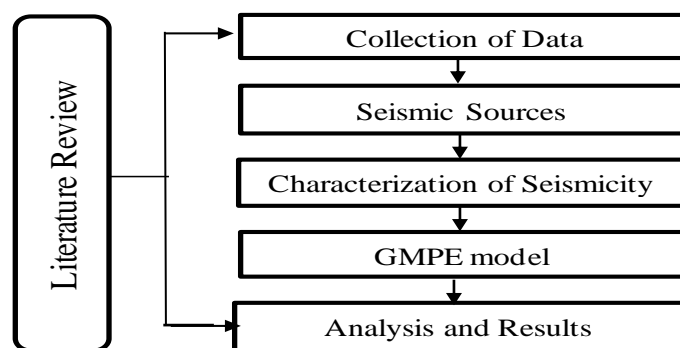 Literature Review
Collection of Data
Seismic Sources
Characterization of Seismicity
GMPE model
Analysis and Results